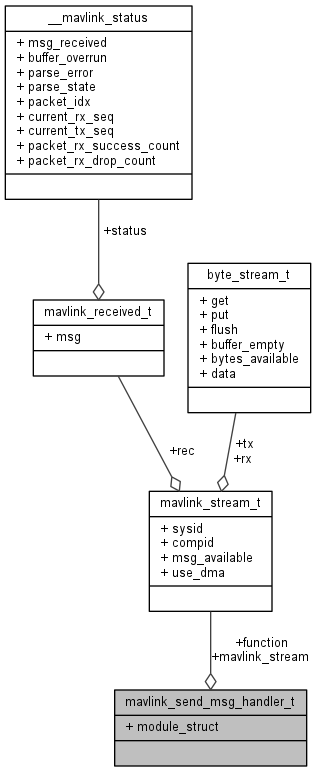 __mavlink_status
+ msg_received
+ buffer_overrun
+ parse_error
+ parse_state
+ packet_idx
+ current_rx_seq
+ current_tx_seq
+ packet_rx_success_count
+ packet_rx_drop_count
+status
byte_stream_t
+ get
+ put
+ flush
+ buffer_empty
+ bytes_available
+ data
mavlink_received_t
+ msg
+rec
+tx
+rx
mavlink_stream_t
+ sysid
+ compid
+ msg_available
+ use_dma
+function
+mavlink_stream
mavlink_send_msg_handler_t
+ module_struct